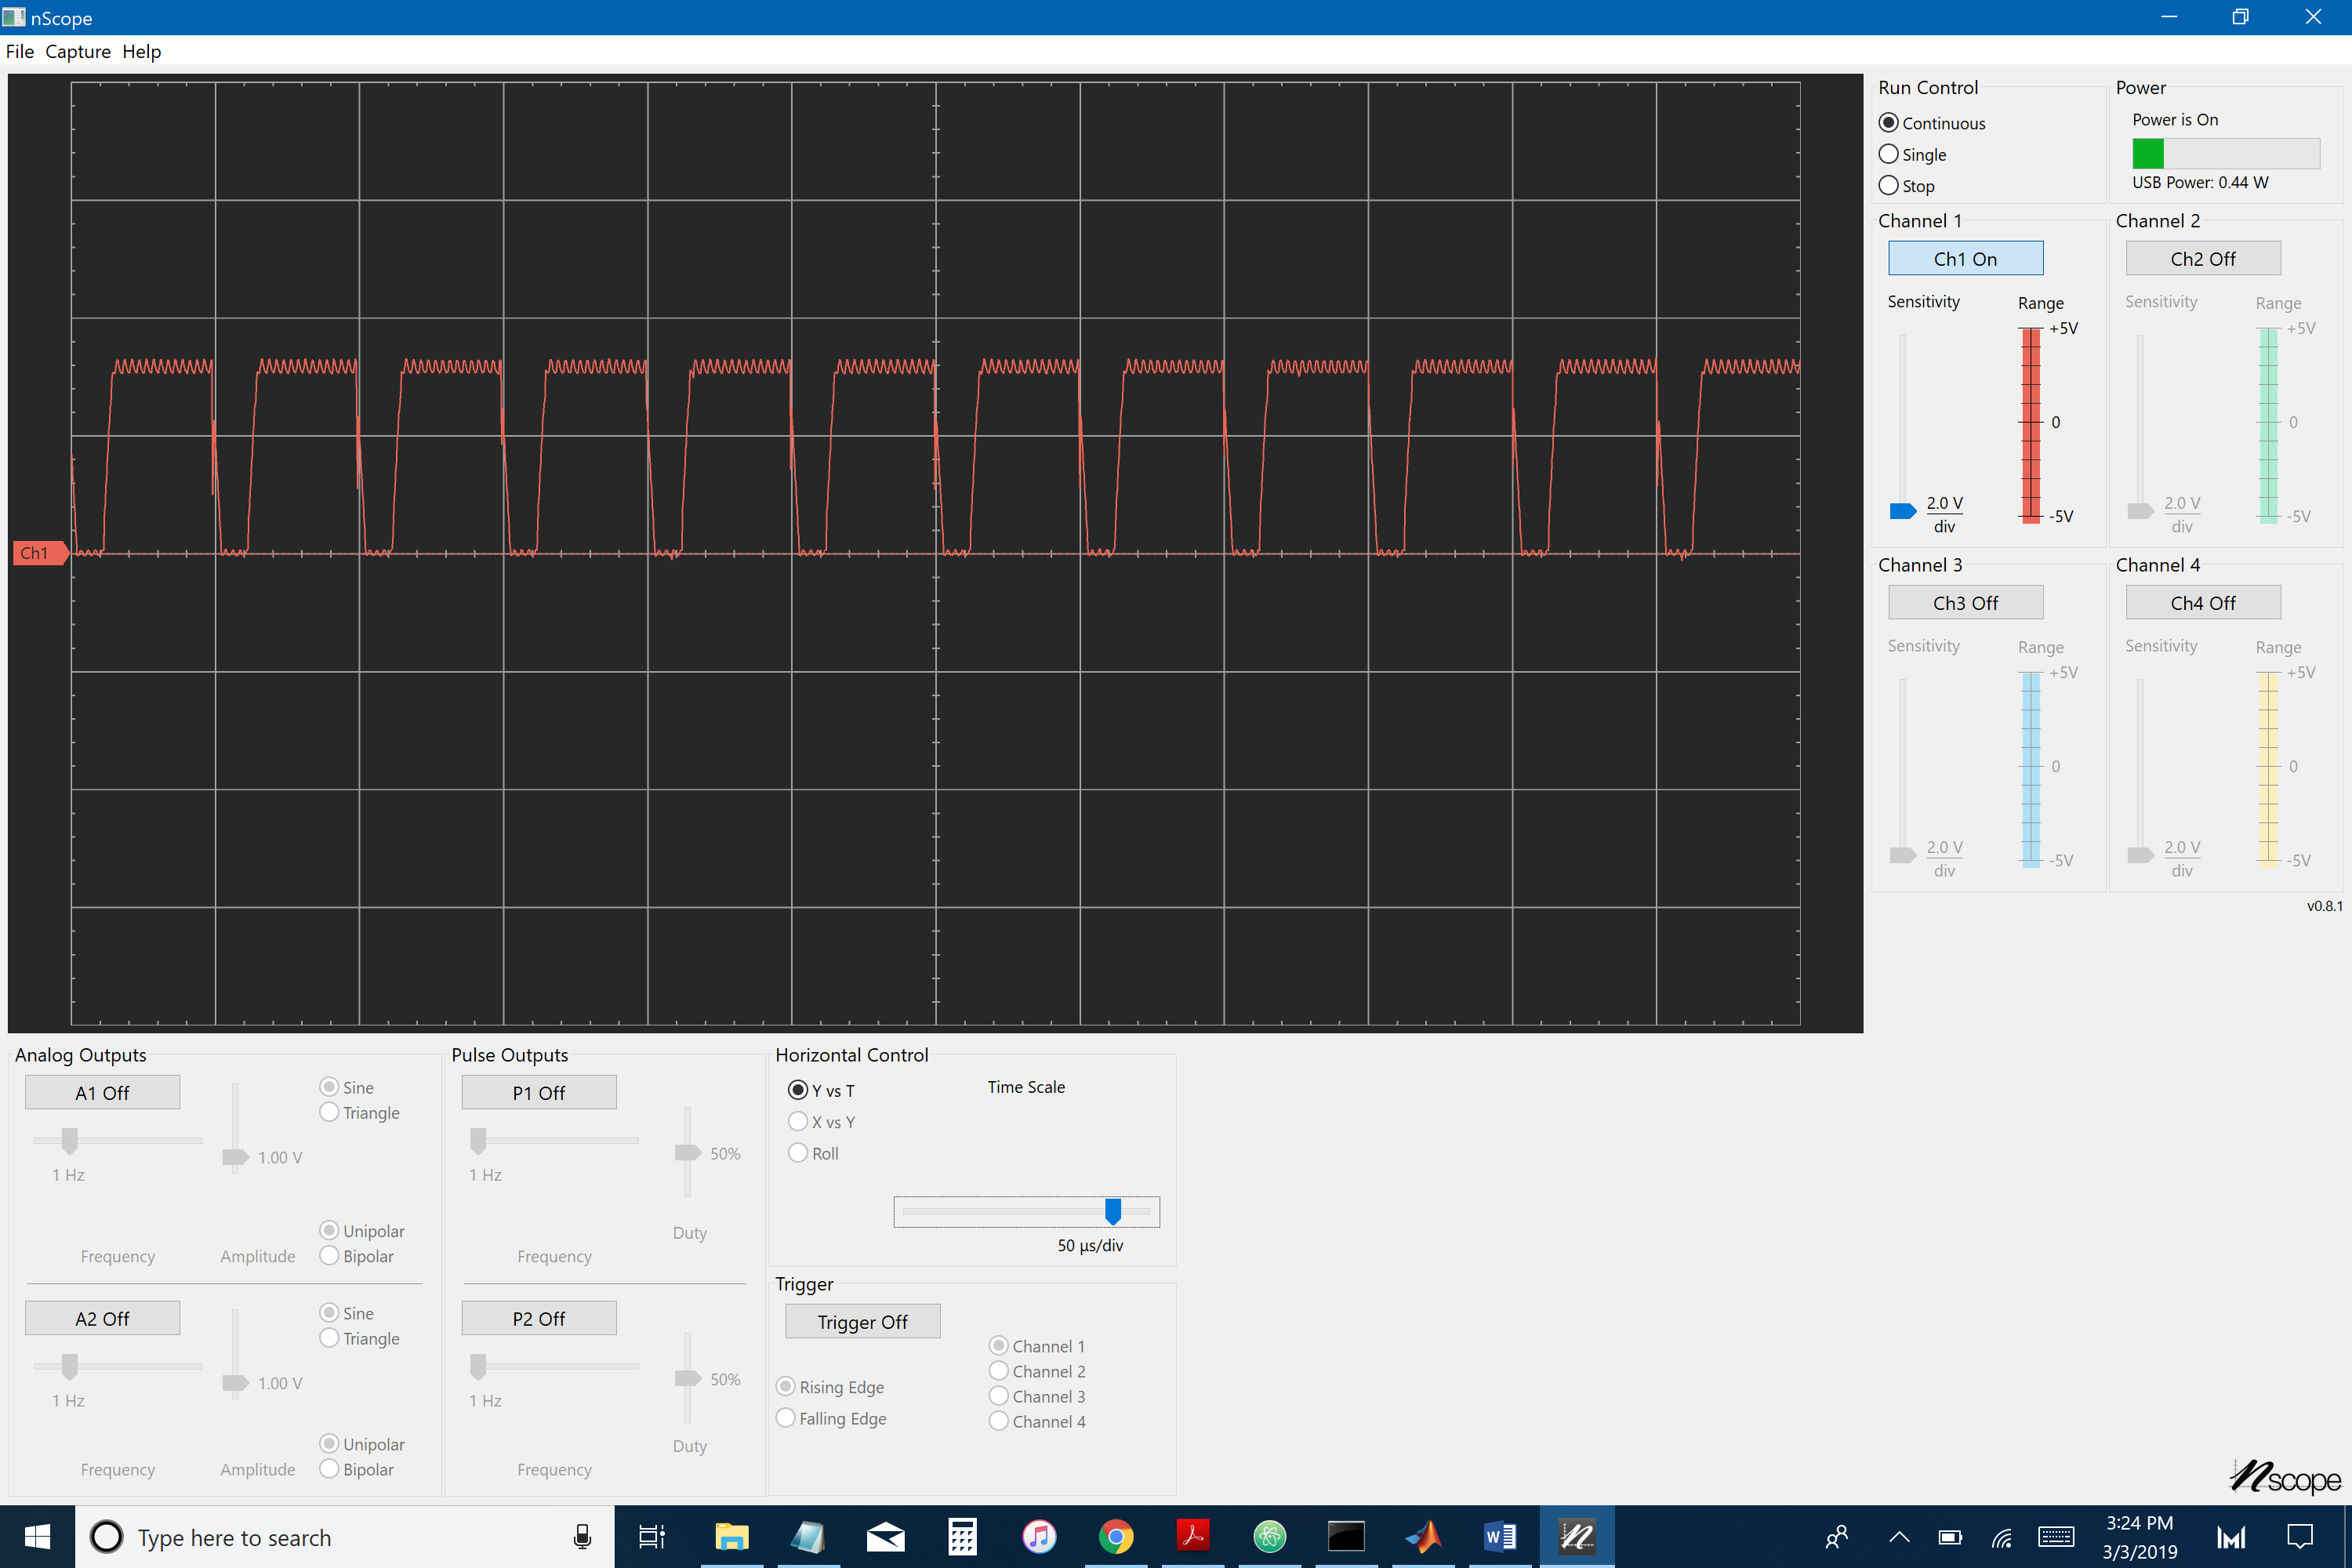 nScope
File Capture Help
Run Control
Continuous
Single
Stop
Power
Power is On
USB Power: 0.44 W
Channel 1
Ch1 On
Sensitivity
Range
+5V
0
-5V
2.0 V
div
Channel 2
Ch2 Off
Sensitivity
Range
+5V
0
-5V
2.0 V
div
Ch1
Channel 3
Ch3 Off
Sensitivity
Range
+5V
0
-5V
2.0 V
div
Channel 4
Ch4 Off
Sensitivity
Range
+5V
0
-5V
2.0 V
div
v0.8.1
Analog Outputs
A1 Off
Sine
Triangle
1.00 V
1 Hz
Unipolar
Bipolar
Frequency
Amplitude
A2 Off
Sine
Triangle
1.00 V
1 Hz
Unipolar
Bipolar
Frequency
Amplitude
Pulse Outputs
P1 Off
50%
1 Hz
Duty
Frequency
P2 Off
50%
1 Hz
Duty
Frequency
Horizontal Control
Y vs T
X vs Y
Roll
Time Scale
50 µs/div
Trigger
Trigger Off
Rising Edge
Falling Edge
Channel 1
Channel 2
Channel 3
Channel 4
nscope
Type here to search
3:24 PM
3/3/2019